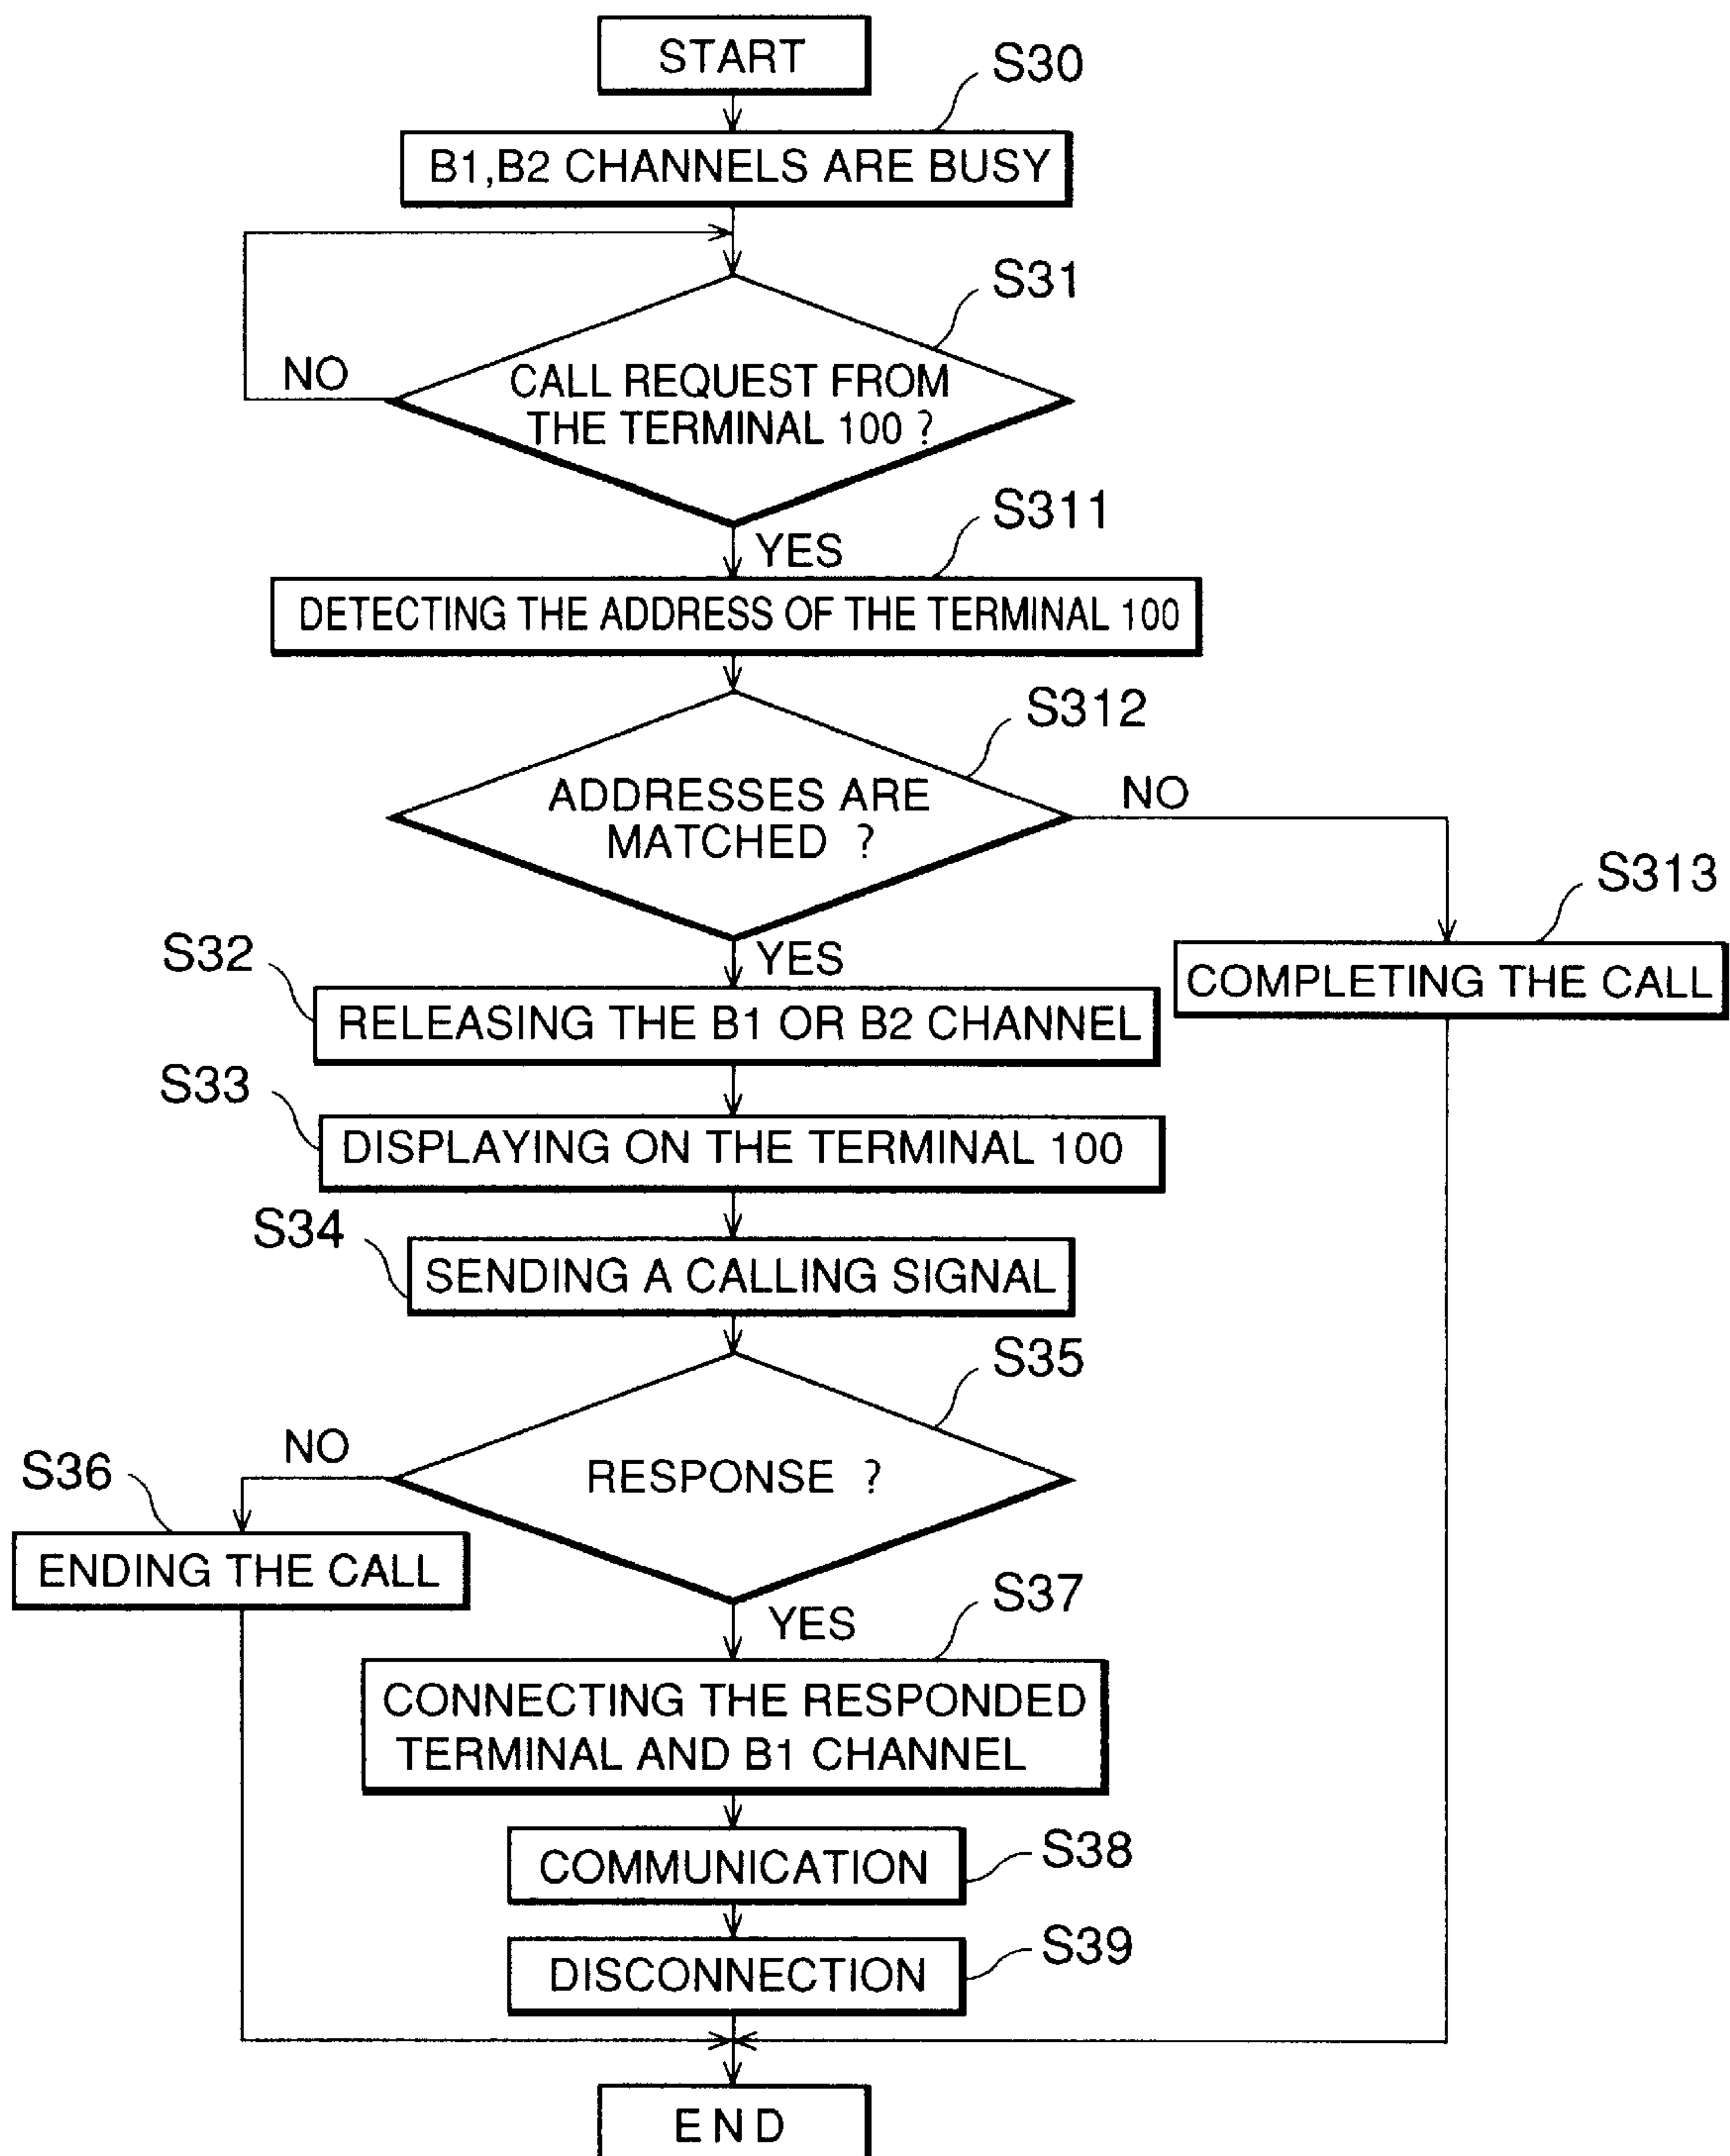 START
S30
B1,B2 CHANNELS ARE BUSY
S31
NO
CALL REQUEST FROM
THE TERMINAL 100 ?
S311
YES
DETECTING THE ADDRESS OF THE TERMINAL 100
S312
ADDRESSES ARE
MATCHED ?
NO
S313
COMPLETING THE CALL
S32
YES
RELEASING THE B1 OR B2 CHANNEL
S33
DISPLAYING ON THE TERMINAL 100
S34
SENDING A CALLING SIGNAL
S35
NO
RESPONSE ?
S36
ENDING THE CALL
S37
YES
CONNECTING THE RESPONDED
TERMINAL AND B1 CHANNEL
S38
COMMUNICATION
S39
DISCONNECTION
END